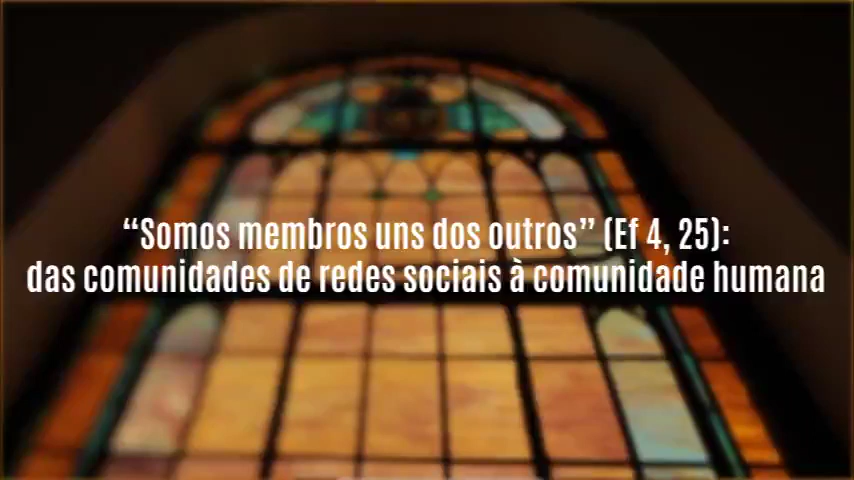 “Somos membros uns dos outros” (Ef 4, 25):
das comunidades de redes sociais à comunidade humana